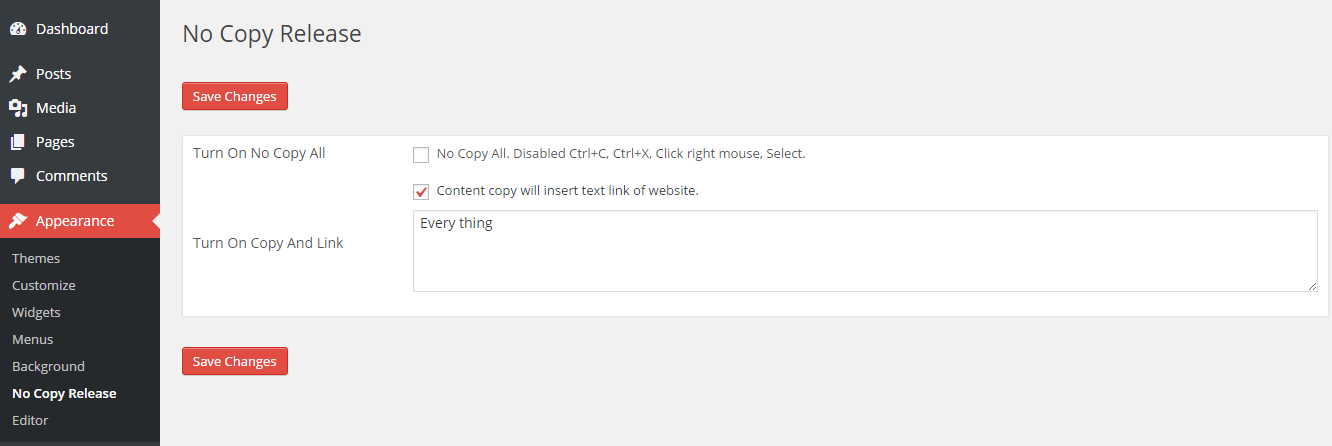 Dashboard
Posts
Media
Pages
Comments
Appearance
Themes
Customize
Widgets
Menus
Background
No Copy Release
Editor
No Copy Release
Save Changes
Turn On No Copy All
No Copy All. Disabled Ctrl+C, Ctrl+X, Click right mouse, Select.
Content copy will insert text link of website.
Turn On Copy And Link
Every thing
Save Changes